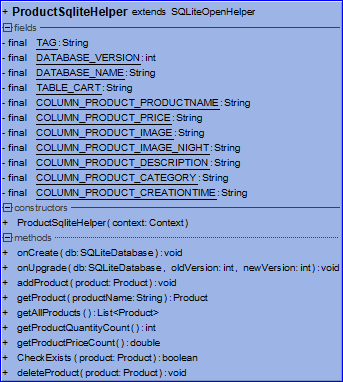 + ProductSqliteHelper extends SQLiteOpenHelper
fields
- final TAG: String
- final DATABASE_VERSION: int
- final DATABASE_NAME: String
- final TABLE_CART: String
- final COLUMN_PRODUCT_PRODUCTNAME: String
- final COLUMN_PRODUCT_PRICE: String
- final COLUMN_PRODUCT_IMAGE: String
- final COLUMN_PRODUCT_IMAGE_NIGHT: String
- final COLUMN_PRODUCT_DESCRIPTION: String
- final COLUMN_PRODUCT_CATEGORY: String
- final COLUMN_PRODUCT_CREATIONTIME: String
constructors
+ ProductSqliteHelper( context: Context)
methods
+ onCreate( db:SQLiteDatabase): void
+ onUpgrade( db:SQLiteDatabase, oldVersion: int, newVersion: int): void
+ addProduct( product: Product): void
+ getProduct( productName: String): Product
+ getAllProducts (): List<Product>
+ getProductQuantityCount(): int
+ getProductPriceCount(): double
+ CheckExists( product: Product): boolean
+ deleteProduct( product: Product): void